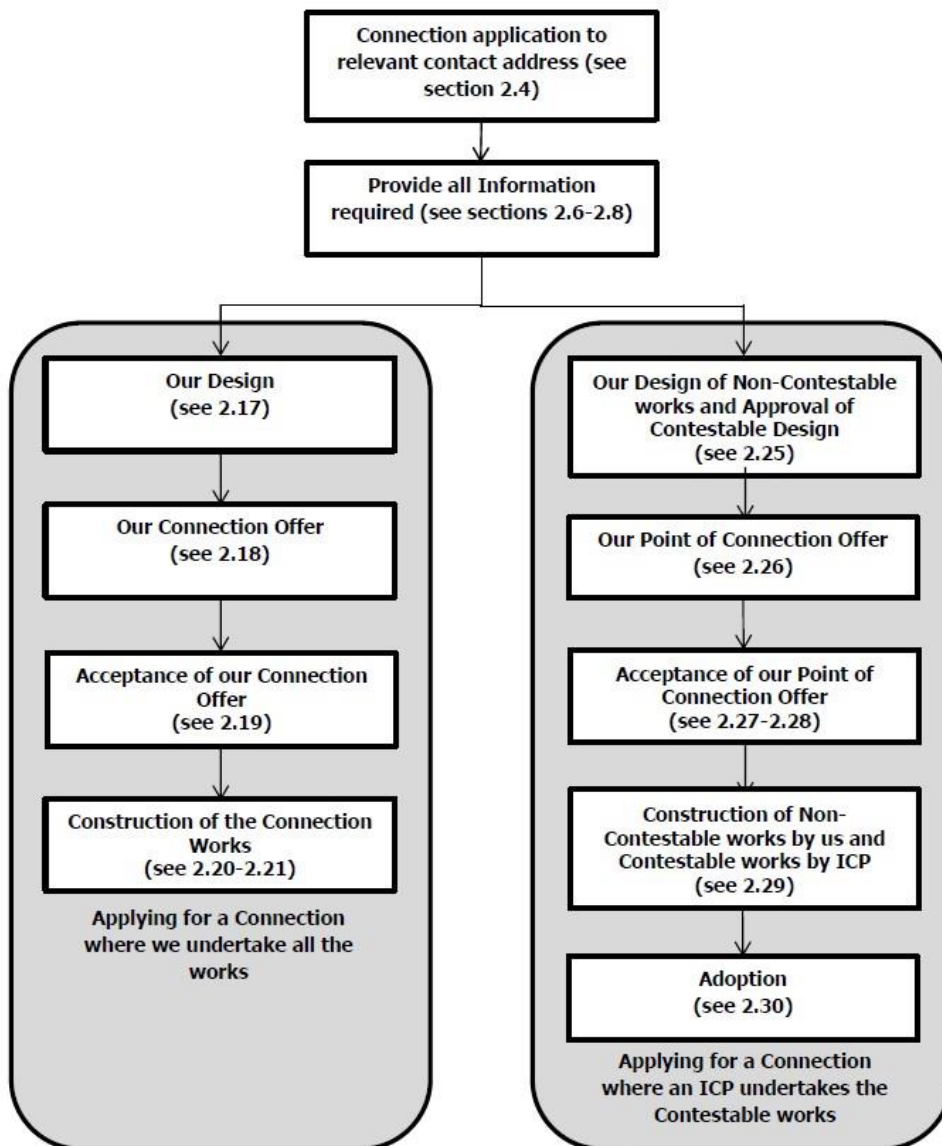 Connection application to
relevant contact address (see
section 2.4)
Provide all Information
required (see sections 2.6-2.8)
Our Design
(see 2.17)
Our Connection Offer
(see 2.18)
Acceptance of our Connection
Offer
(see 2.19)
Construction of the Connection
Works
(see 2.20-2.21)
Applying for a Connection
where we undertake all the
works
Our Design of Non-Contestable
works and Approval of
Contestable Design
(see 2.25)
Our Point of Connection Offer
(see 2.26)
Acceptance of our Point of
Connection Offer
(see 2.27-2.28)
Construction of Non-
Contestable works by us and
Contestable works by ICP
(see 2.29)
Adoption
(see 2.30)
Applying for a Connection
where an ICP undertakes the
Contestable works